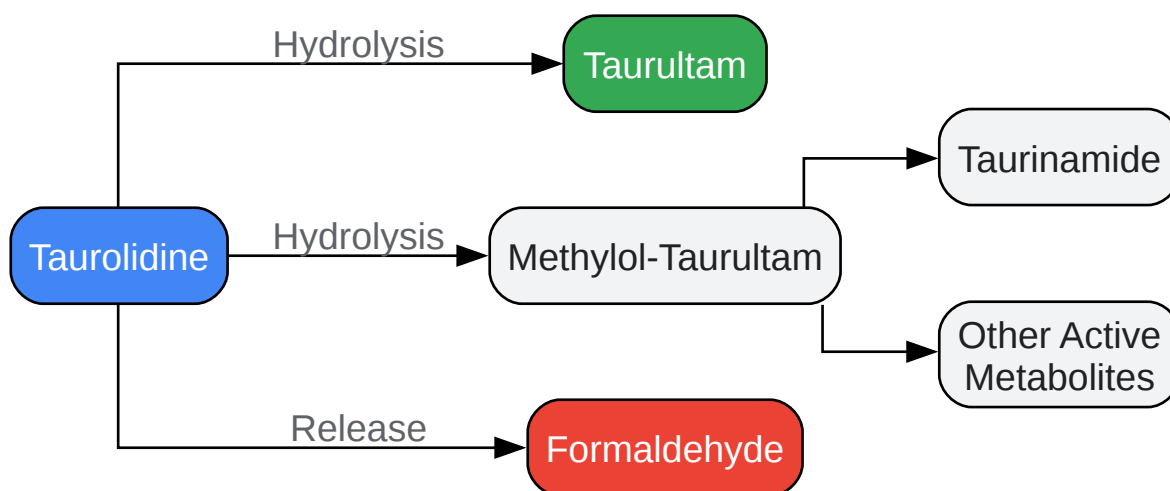 Hydrolysis
Taurultam
Taurinamide
Taurolidine
Hydrolysis
Methylol-Taurultam
Other Active
Metabolites
Release
Formaldehyde